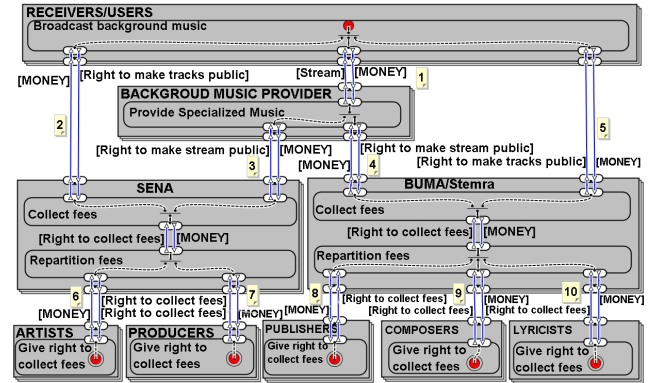 RECEIVERS/USERS
Broadcast background music
[MONEY]
[Right to make tracks public]
[Stream]
[MONEY]
1
BACKGROUD MUSIC PROVIDER
Provide Specialized Music
2
[Right to make stream public]
3
[MONEY]
[MONEY]
4
[Right to make stream public]
[Right to make tracks public]
5
[MONEY]
SENA
Collect fees
[Right to collect fees]
[MONEY]
Repartition fees
BUMA/Stemra
Collect fees
[Right to collect fees]
[MONEY]
Repartition fees
6
[MONEY]
[Right to collect fees]
[Right to collect fees]
7
[MONEY]
8
[MONEY]
[Right to collect fees]
[Right to collect fees]
9
[MONEY]
[Right to collect fees]
10
[MONEY]
ARTISTS
Give right to
collect fees
PRODUCERS
Give right to
collect fees
PUBLISHERS
Give right to
collect fees
COMPOSERS
Give right to
collect fees
LYRICISTS
Give right to
collect fees